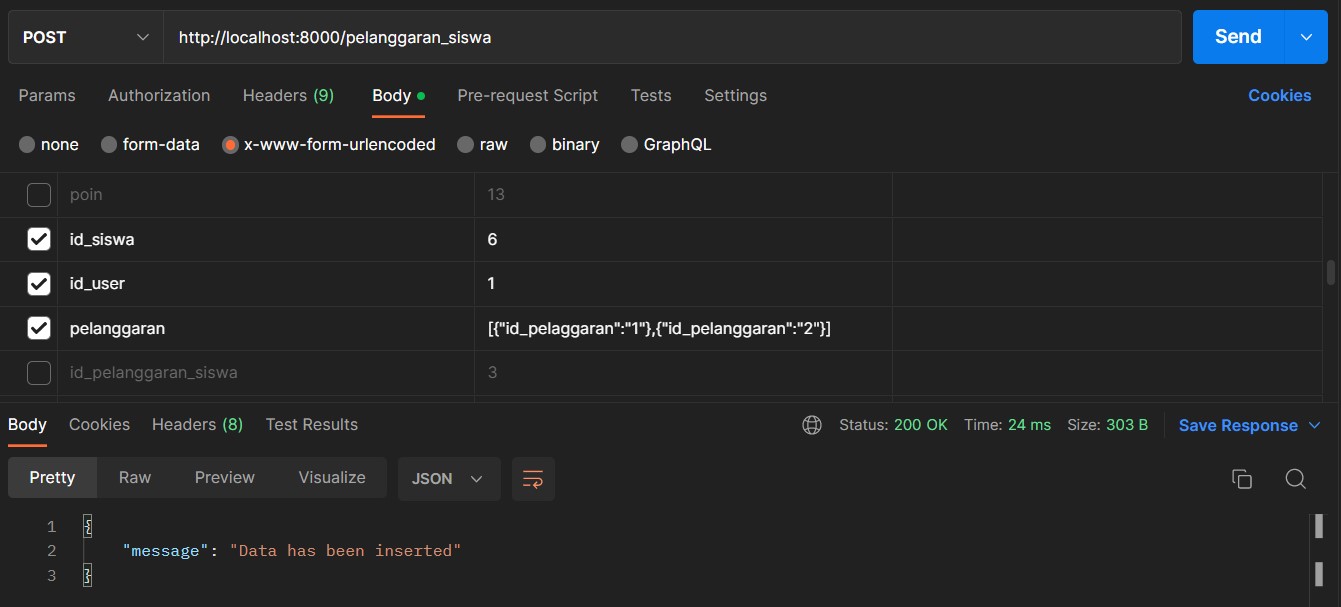 POST http://localhost:8000/pelanggaran_siswa Send
Params Authorization Headers (9) Body Pre-request Script Tests Settings Cookies
none form-data x-www-form-urlencoded raw binary GraphQL
poin 13
id_siswa 6
id_user 1
pelanggaran [{"id_pelaggaran":"1"},{"id_pelanggaran":"2"}]
id_pelanggaran_siswa 3
Body Cookies Headers (8) Test Results Status: 200 OK Time: 24 ms Size: 303 B Save Response
Pretty Raw Preview Visualize JSON
1 {
2 "message": "Data has been inserted"
3 }